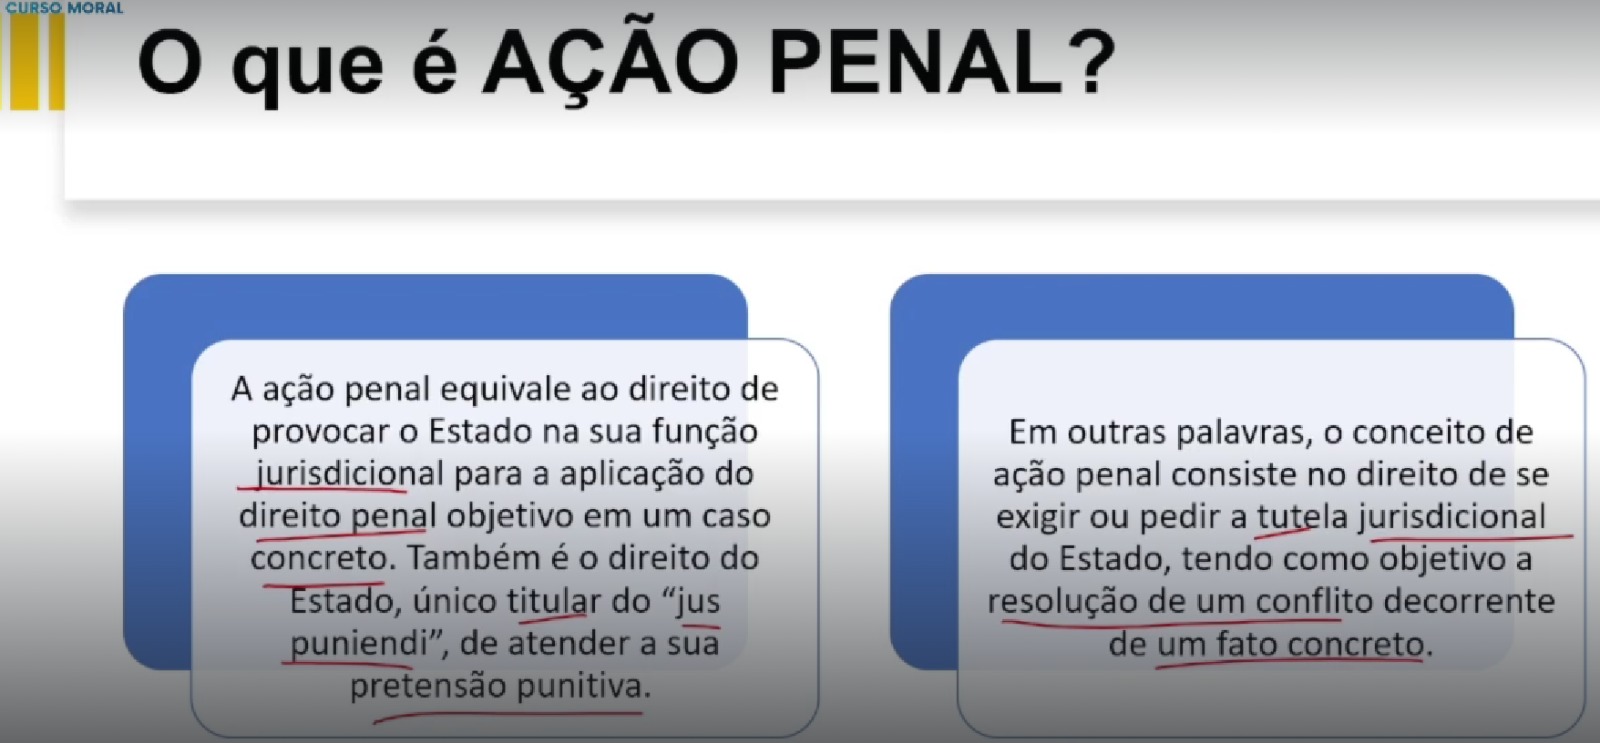 CURSO MORAL
O que é AÇÃO PENAL?
A ação penal equivale ao direito de
provocar o Estado na sua função
jurisdicional para a aplicação do
direito penal objetivo em um caso
concreto. Também é o direito do
Estado, único titular do “jus
puniendi”, de atender a sua
pretensão punitiva.
Em outras palavras, o conceito de
ação penal consiste no direito de se
exigir ou pedir a tutela jurisdicional
do Estado, tendo como objetivo a
resolução de um conflito decorrente
de um fato concreto.